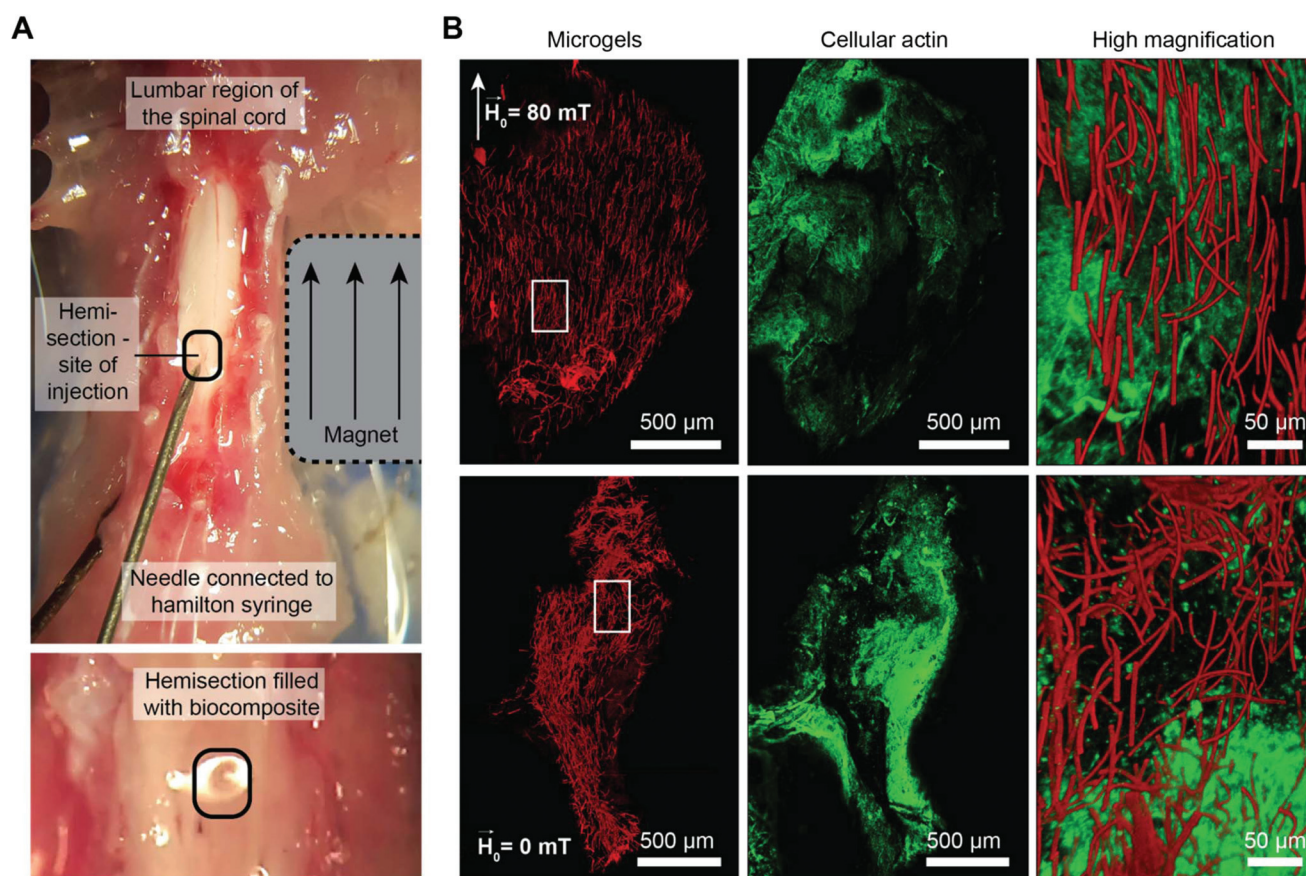 A
Lumbar region of
the spinal cord
Hemi-
section -
site of
injection
Magnet
Needle connected to
hamilton syringe
Hemisection filled
with biocomposite
B
Microgels
Cellular actin
High magnification
H₀ = 80 mT
500 µm
500 µm
50 µm
H₀ = 0 mT
500 µm
500 µm
50 µm